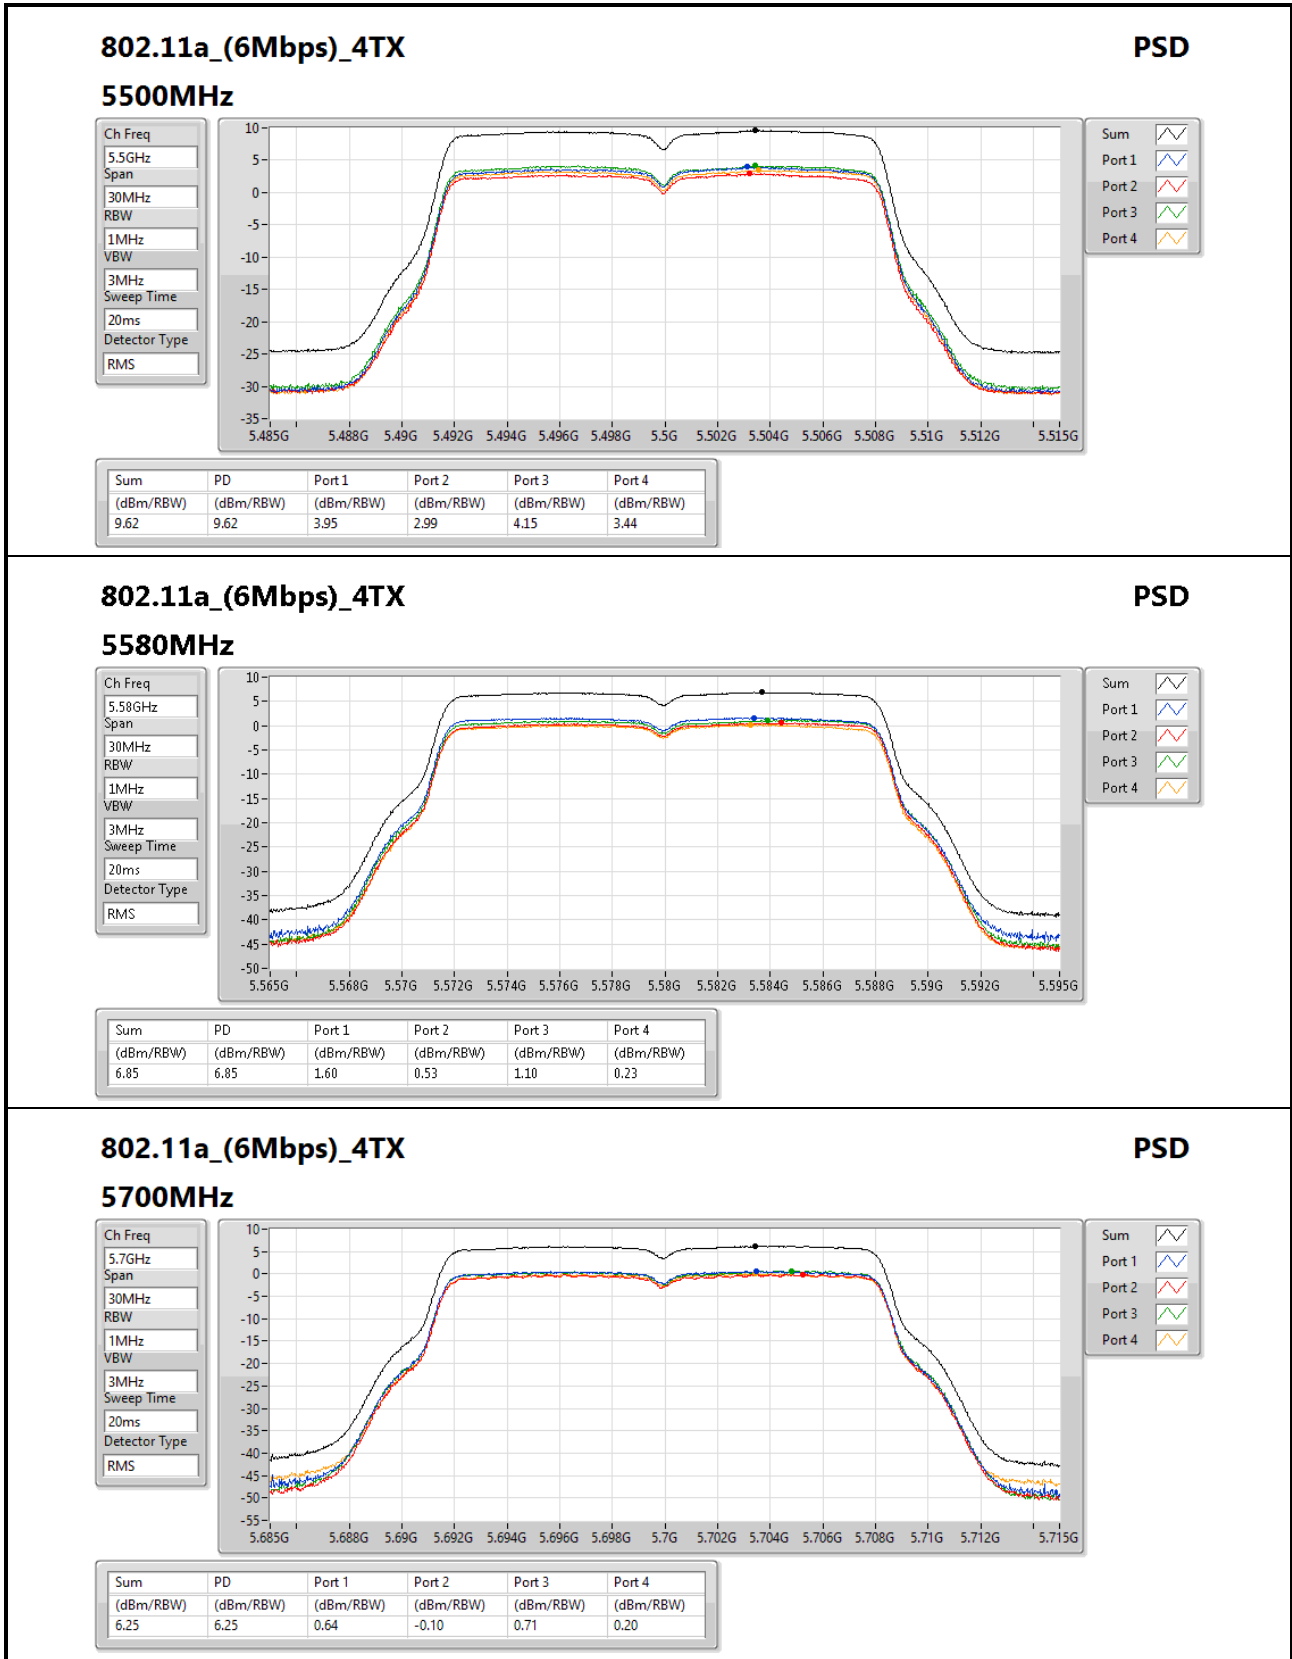 802.11a_(6Mbps)_4TX PSD
5500MHz
Ch Freq
5.5GHz
Span
30MHz
RBW
1MHz
VBW
3MHz
Sweep Time
20ms
Detector Type
RMS
10
5
0
-5
-10
-15
-20
-25
-30
-35
5.485G 5.488G 5.49G 5.492G 5.494G 5.496G 5.498G 5.5G 5.502G 5.504G 5.506G 5.508G 5.51G 5.512G 5.515G
Sum
Port 1
Port 2
Port 3
Port 4
Sum PD Port 1 Port 2 Port 3 Port 4
(dBm/RBW) (dBm/RBW) (dBm/RBW) (dBm/RBW) (dBm/RBW) (dBm/RBW)
9.62 9.62 3.95 2.99 4.15 3.44
802.11a_(6Mbps)_4TX PSD
5580MHz
Ch Freq
5.58GHz
Span
30MHz
RBW
1MHz
VBW
3MHz
Sweep Time
20ms
Detector Type
RMS
10
5
0
-5
-10
-15
-20
-25
-30
-35
-40
-45
-50
5.565G 5.568G 5.57G 5.572G 5.574G 5.576G 5.578G 5.58G 5.582G 5.584G 5.586G 5.588G 5.59G 5.592G 5.595G
Sum
Port 1
Port 2
Port 3
Port 4
Sum PD Port 1 Port 2 Port 3 Port 4
(dBm/RBW) (dBm/RBW) (dBm/RBW) (dBm/RBW) (dBm/RBW) (dBm/RBW)
6.85 6.85 1.60 0.53 1.10 0.23
802.11a_(6Mbps)_4TX PSD
5700MHz
Ch Freq
5.7GHz
Span
30MHz
RBW
1MHz
VBW
3MHz
Sweep Time
20ms
Detector Type
RMS
10
5
0
-5
-10
-15
-20
-25
-30
-35
-40
-45
-50
-55
5.685G 5.688G 5.69G 5.692G 5.694G 5.696G 5.698G 5.7G 5.702G 5.704G 5.706G 5.708G 5.71G 5.712G 5.715G
Sum
Port 1
Port 2
Port 3
Port 4
Sum PD Port 1 Port 2 Port 3 Port 4
(dBm/RBW) (dBm/RBW) (dBm/RBW) (dBm/RBW) (dBm/RBW) (dBm/RBW)
6.25 6.25 0.64 -0.10 0.71 0.20